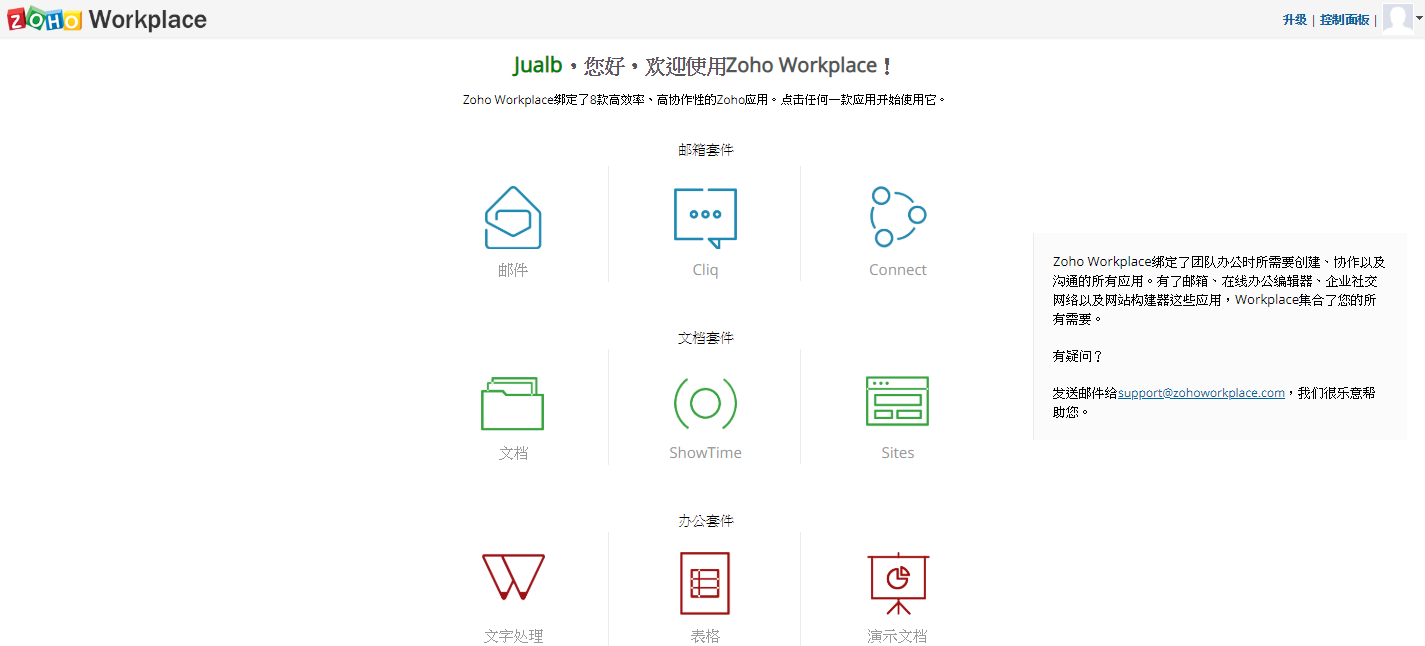 ZOHO Workplace
升级 | 控制面板 |
Jualb，您好，欢迎使用Zoho Workplace！
Zoho Workplace绑定了8款高效率、高协作性的Zoho应用。点击任何一款应用开始使用它。
邮箱套件
邮件
Cliq
Connect
文档套件
文档
ShowTime
Sites
办公套件
文字处理
表格
演示文档
Zoho Workplace绑定了团队办公时所需要创建、协作以及
沟通的所有应用。有了邮箱、在线办公编辑器、企业社交
网络以及网站构建器这些应用，Workplace集合了您的所
有需要。
有疑问？
发送邮件给support@zohoworkplace.com，我们很乐意帮
助您。